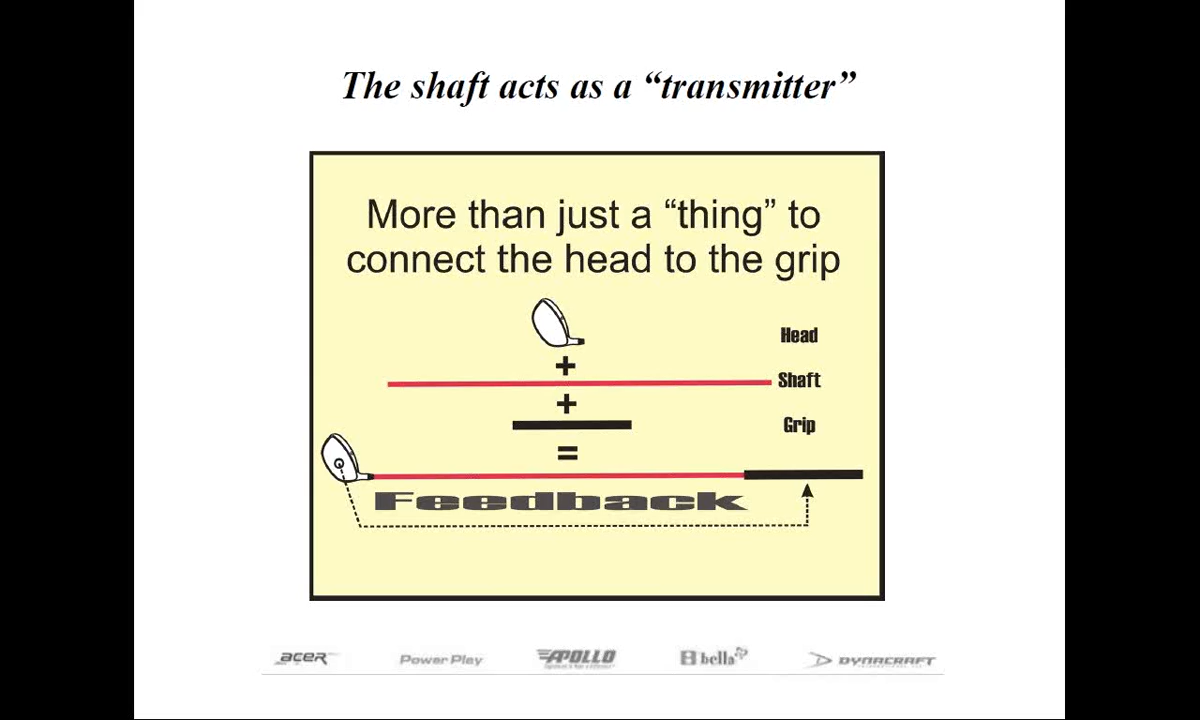 The shaft acts as a “transmitter”
More than just a “thing” to
connect the head to the grip
Head
+
Shaft
+
Grip
=
Feedback
acer
Power Play
APOLLO
bella
DYNACRAFT